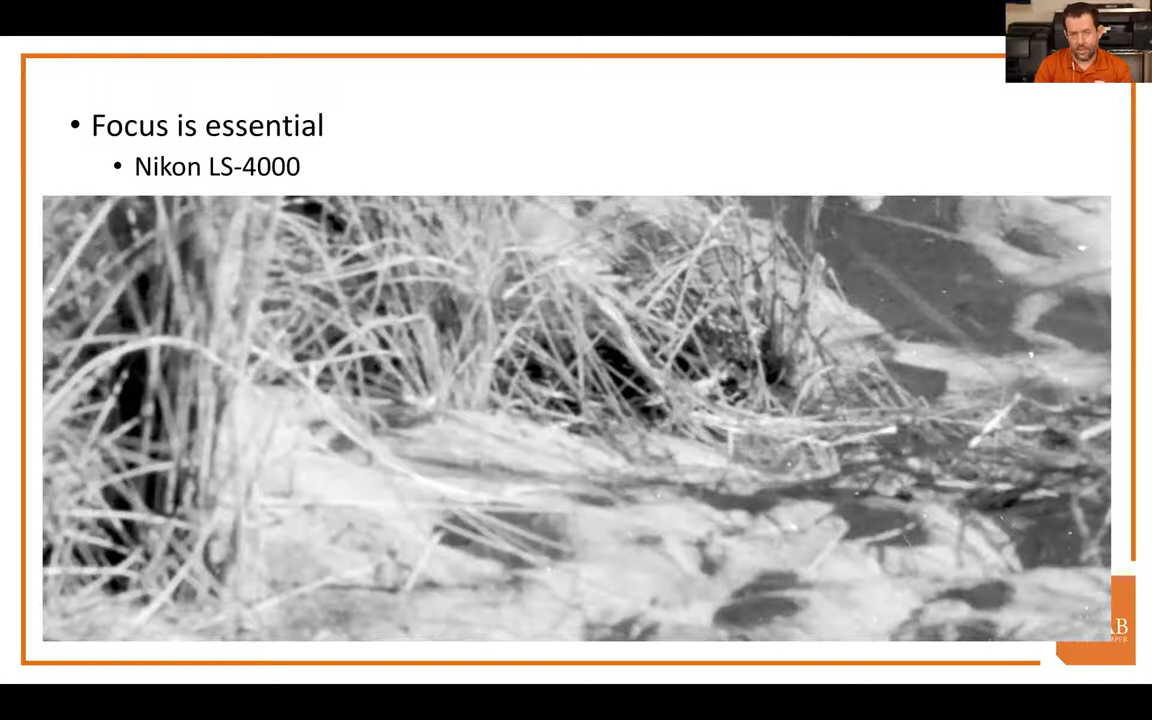 • Focus is essential
• Nikon LS-4000